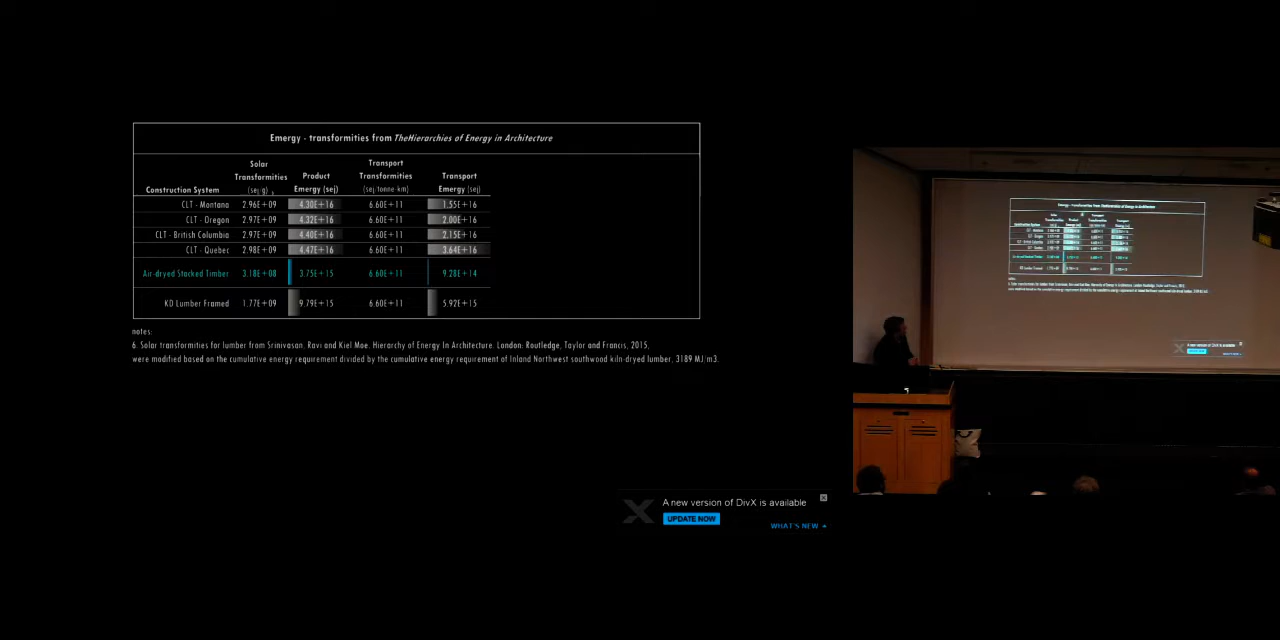 Emergy - transformities from TheHierarchies of Energy in Architecture
Construction System Solar Transformities (sej/g) 6 Product Emergy (sej) Transport Transformities (sej/tonne-km) Transport Emergy (sej)
CLT - Montana 2.96E+09 4.30E+16 6.60E+11 1.55E+16
CLT - Oregon 2.97E+09 4.32E+16 6.60E+11 2.00E+16
CLT - British Columbia 2.97E+09 4.40E+16 6.60E+11 2.15E+16
CLT - Quebec 2.98E+09 4.47E+16 6.60E+11 3.64E+16
Air-dryed Stacked Timber 3.18E+08 3.75E+15 6.60E+11 9.28E+14
KD Lumber Framed 1.77E+09 9.79E+15 6.60E+11 5.92E+15
notes:
6. Solar transformities for lumber from Srinivasan, Ravi and Kiel Moe. Hierarchy of Energy In Architecture. London: Routledge, Taylor and Francis, 2015,
were modified based on the cumulative energy requirement divided by the cumulative energy requirement of Inland Northwest southwood kiln-dryed lumber, 3189 MJ/m3.
A new version of DivX is available
UPDATE NOW
WHAT'S NEW